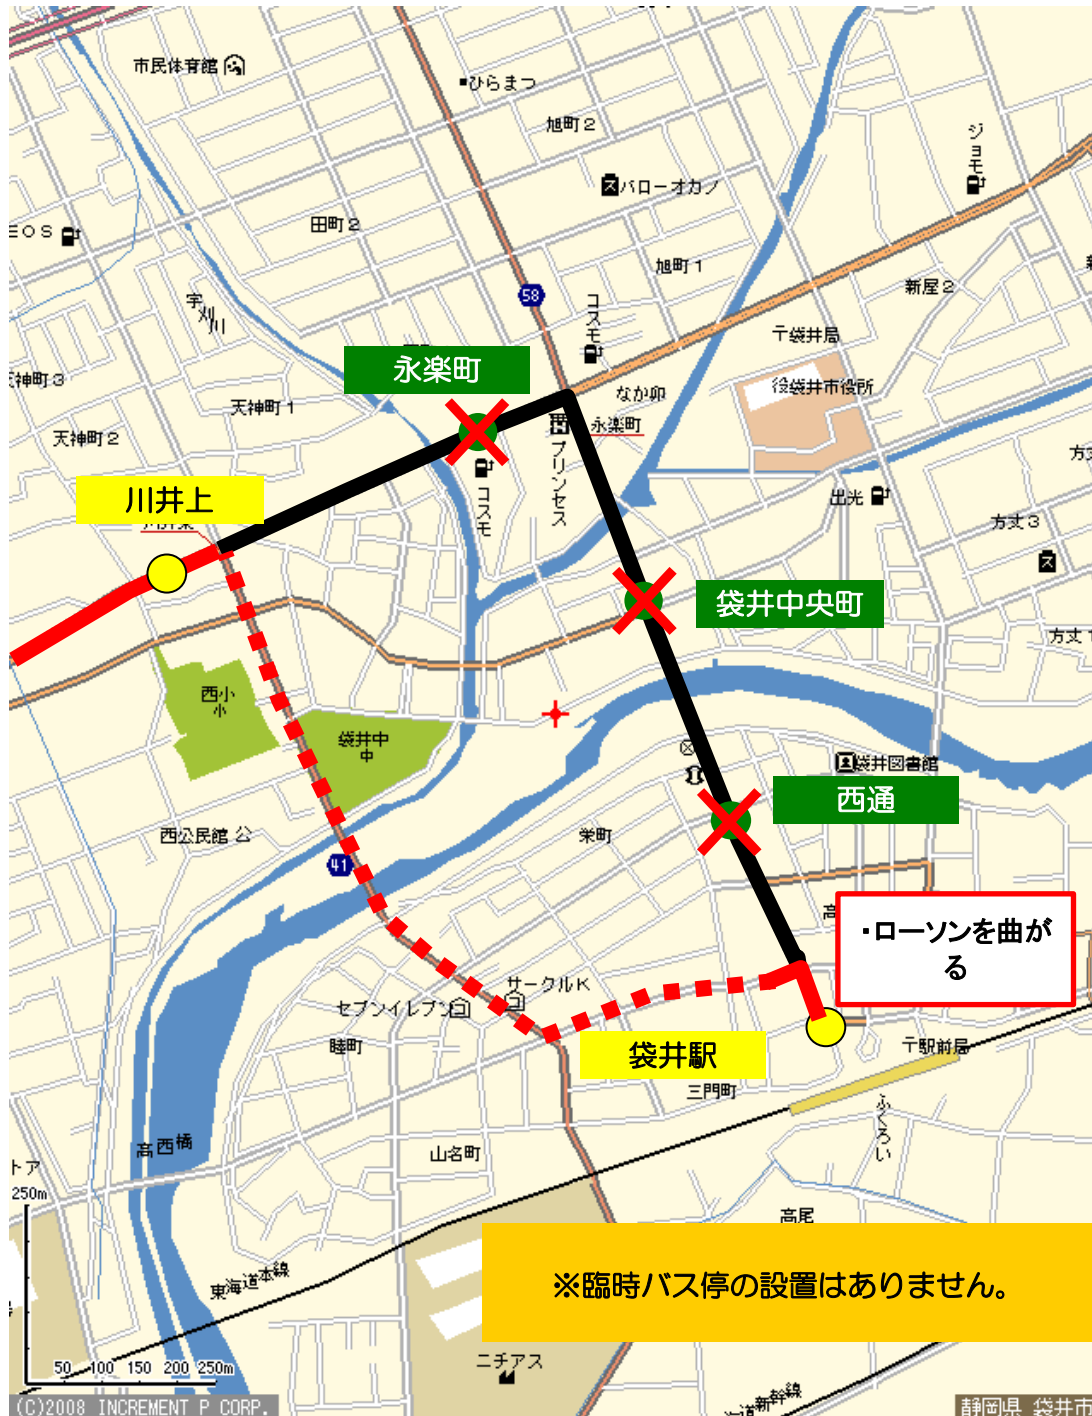 市民体育館
ひらまつ
旭町2
ジョモ
バローオカノ
田町2
EOS
旭町1
新屋2
宇刈川
58
コスモ
〒袋井局
永楽町
天神町3
なか卯
役袋井市役所
天神町1
永楽町
天神町2
プリンセス
コスモ
川井上
出光
方丈3
袋井中央町
西小
小
袋井中
中
袋井図書館
西通
西公民館 公
栄町
41
・ローソンを曲が
る
サークルK
セブンイレブン
睦町
袋井駅
〒駅前局
三門町
ふくろい
高西橋
山名町
トア
250m
高尾
東海道本線
※臨時バス停の設置はありません。
ニチアス
50 100 150 200 250m
東海道新幹線
(C)2008 INCREMENT P CORP.
静岡県 袋井市